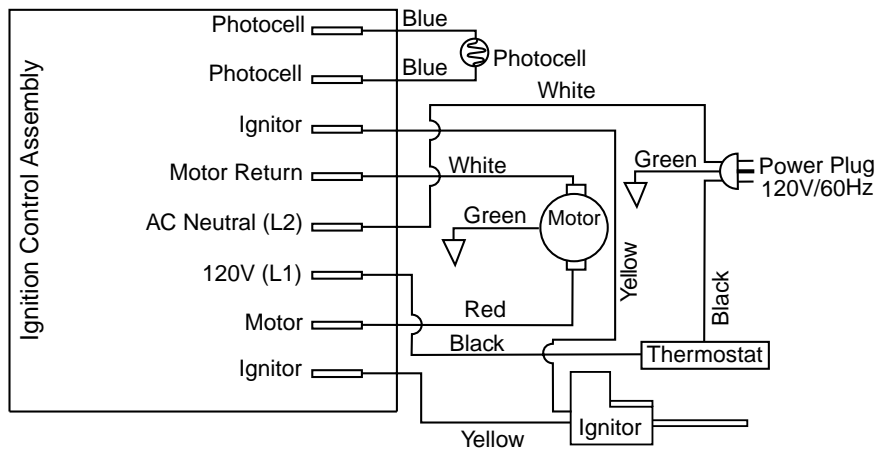 Photocell
Blue
Photocell
Blue
Photocell
White
Ignitor
Motor Return
White
Green
Power Plug
120V/60Hz
AC Neutral (L2)
Green
Motor
120V (L1)
Yellow
Black
Motor
Red
Black
Thermostat
Ignitor
Yellow
Ignitor
Ignition Control Assembly